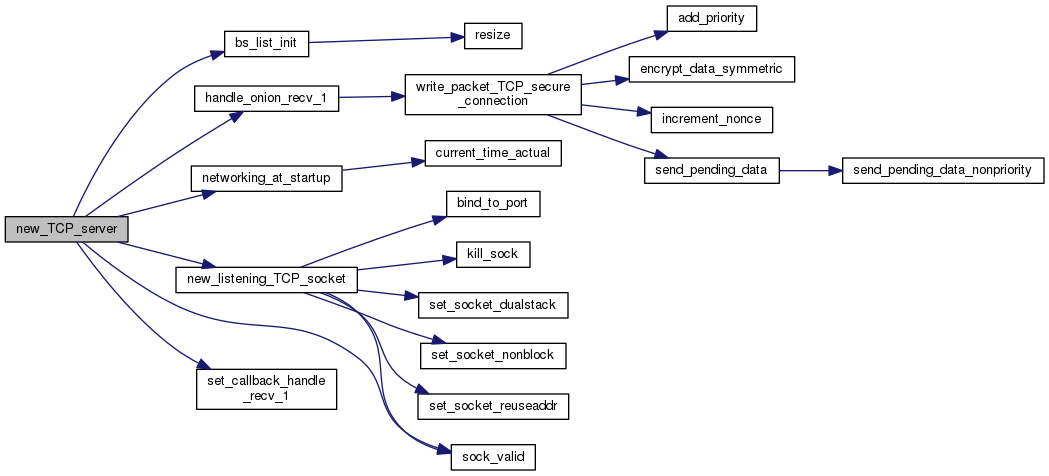 new_TCP_server
bs_list_init
resize
handle_onion_recv_1
write_packet_TCP_secure
_connection
add_priority
encrypt_data_symmetric
increment_nonce
send_pending_data
send_pending_data_nonpriority
networking_at_startup
current_time_actual
new_listening_TCP_socket
bind_to_port
kill_sock
set_socket_dualstack
set_socket_nonblock
set_socket_reuseaddr
sock_valid
set_callback_handle
_recv_1